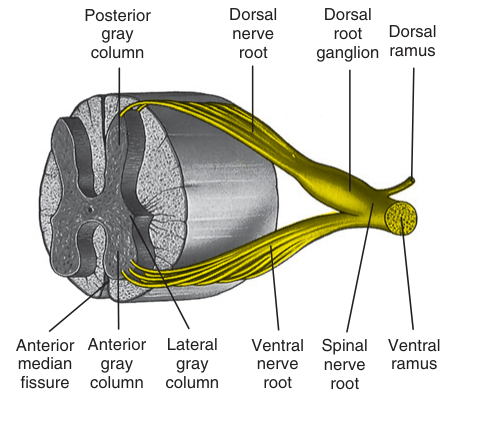 Posterior
gray
column
Dorsal
nerve
root
Dorsal
root
ganglion
Dorsal
ramus
Anterior
median
fissure
Anterior
gray
column
Lateral
gray
column
Ventral
nerve
root
Spinal
nerve
root
Ventral
ramus